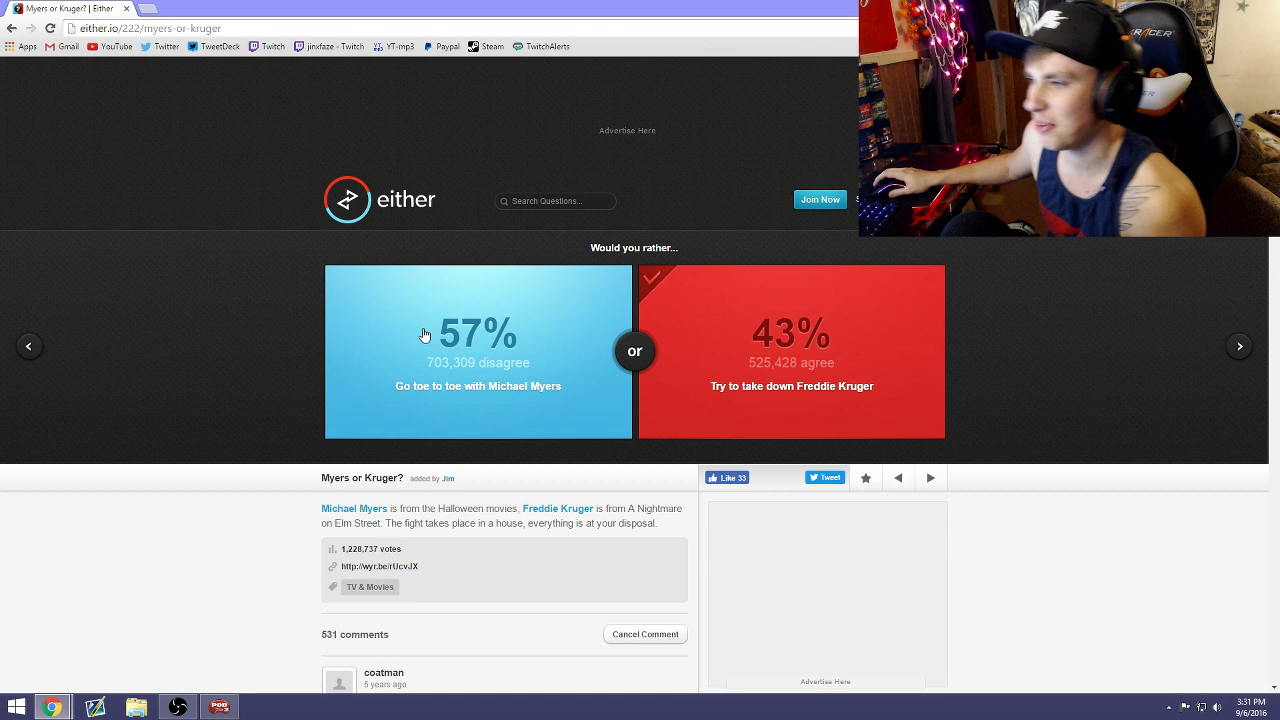 Myers or Kruger? | Either
either.io/222/myers-or-kruger
Apps Gmail YouTube Twitter TweetDeck Twitch jinxfaze - Twitch YT-mp3 Paypal Steam TwitchAlerts
Advertise Here
either
Search Questions...
Join Now
Would you rather...
57%
703,309 disagree
Go toe to toe with Michael Myers
or
43%
525,428 agree
Try to take down Freddie Kruger
Myers or Kruger? added by Jim
Like 33
Tweet
Michael Myers is from the Halloween movies, Freddie Kruger is from A Nightmare
on Elm Street. The fight takes place in a house, everything is at your disposal.
1,228,737 votes
http://wyr.be/rUcvJX
TV & Movies
531 comments
Cancel Comment
coatman
5 years ago
Advertise Here
3:31 PM
9/6/2016